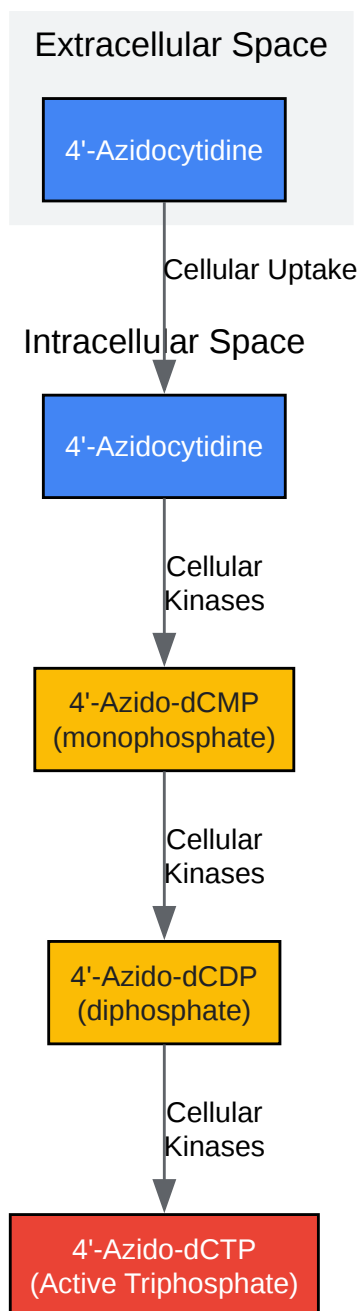 Extracellular Space
4'-Azidocytidine
Cellular Uptake
Intracellular Space
4'-Azidocytidine
Cellular
Kinases
4'-Azido-dCMP
(monophosphate)
Cellular
Kinases
4'-Azido-dCDP
(diphosphate)
Cellular
Kinases
4'-Azido-dCTP
(Active Triphosphate)